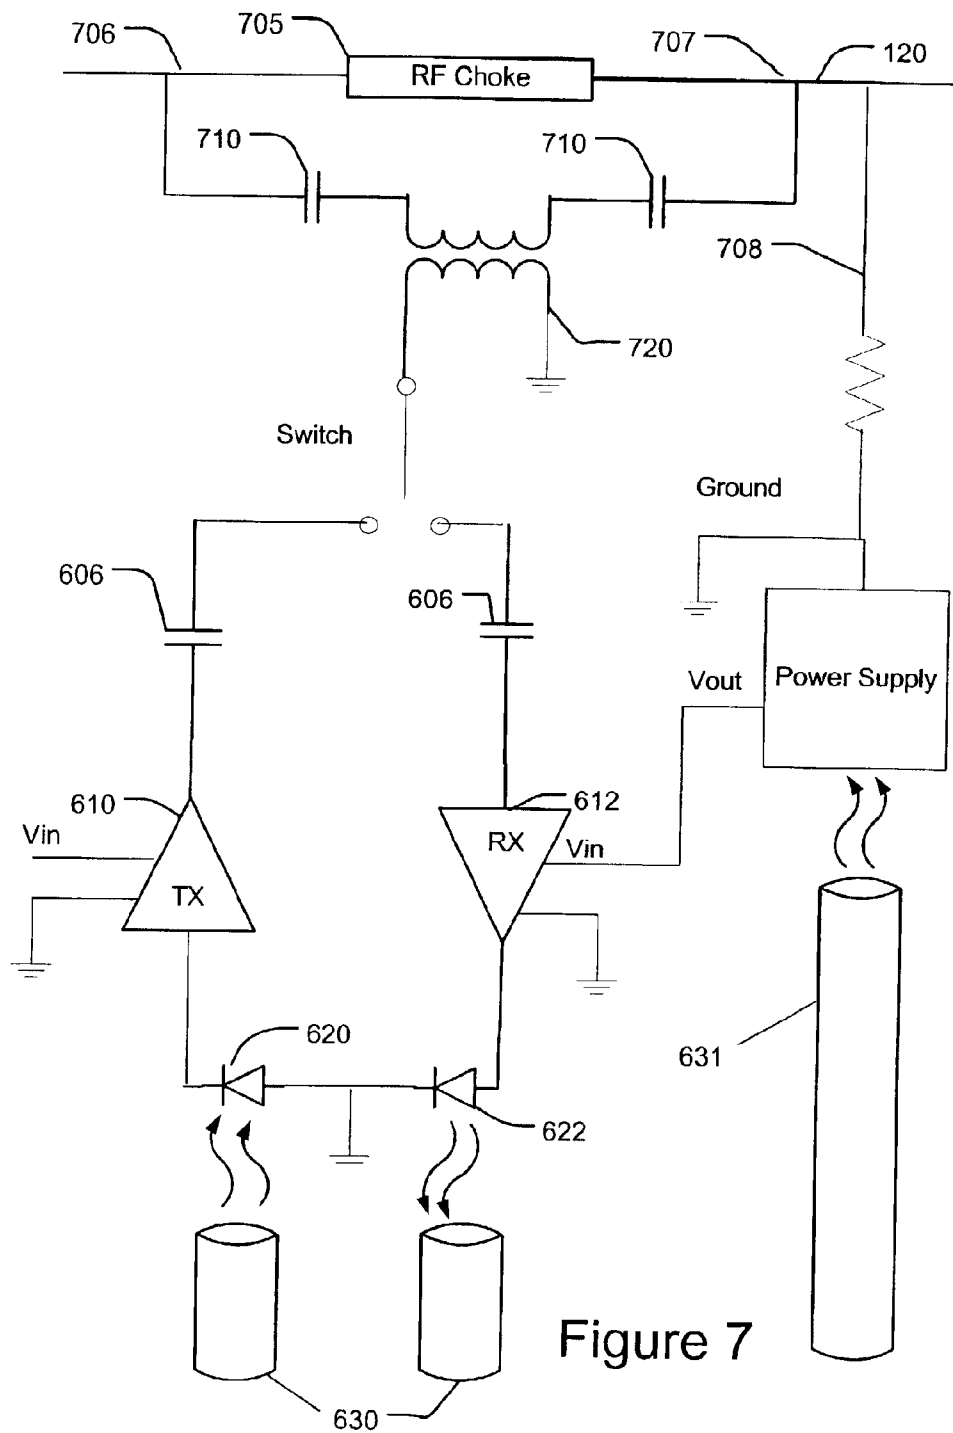 705
706
707
120
RF Choke
710
710
708
720
Switch
Ground
606
606
Vout
Power Supply
610
612
Vin
RX
Vin
TX
620
631
622
Figure 7
630